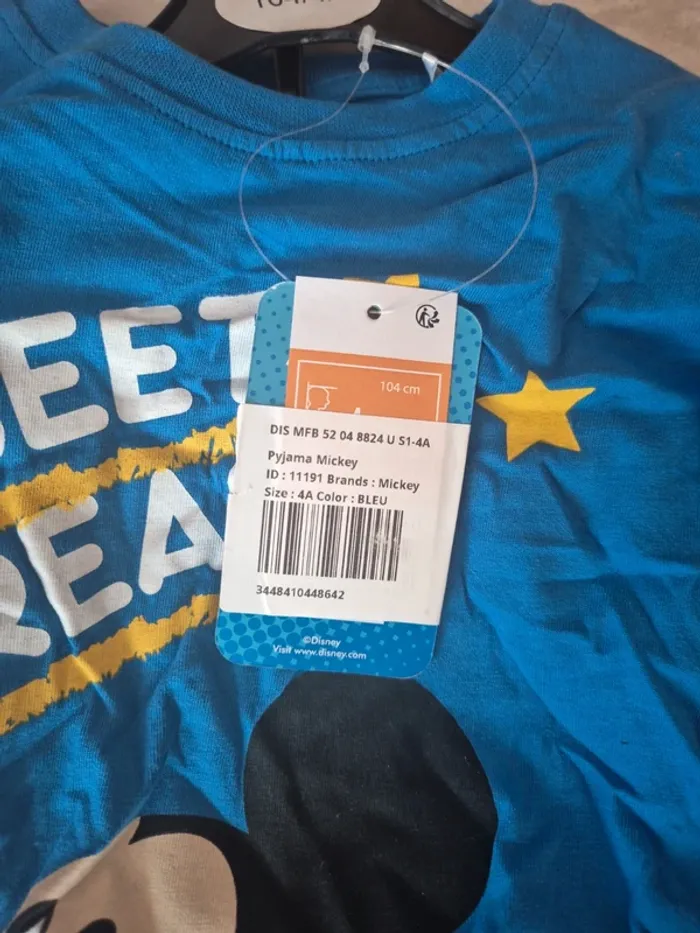 104 cm
DIS MFB 52 04 8824 U S1-4A
Pyjama Mickey
ID : 11191 Brands : Mickey
Size : 4A Color : BLEU
3448410448642
©Disney
Visit www.disney.com